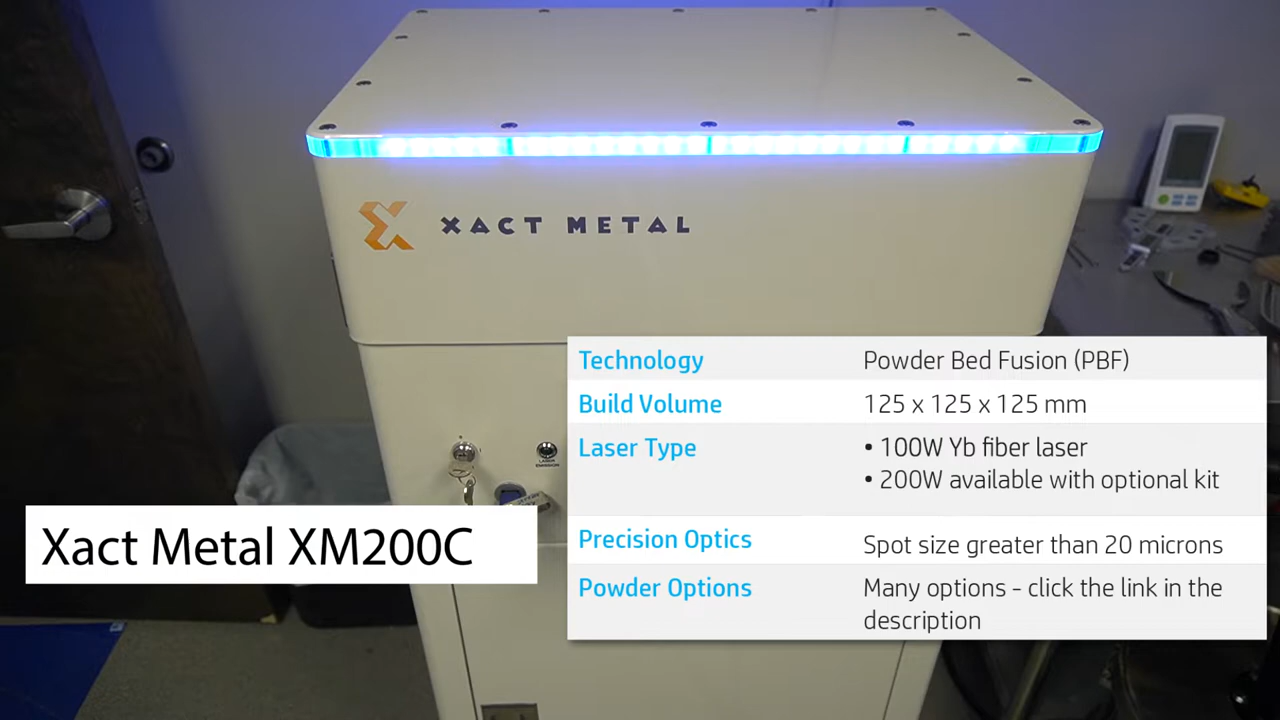 XACT METAL
Technology Powder Bed Fusion (PBF)
Build Volume 125 x 125 x 125 mm
Laser Type • 100W Yb fiber laser
• 200W available with optional kit
Precision Optics Spot size greater than 20 microns
Powder Options Many options - click the link in the
description
LASER
EMISSION
Xact Metal XM200C